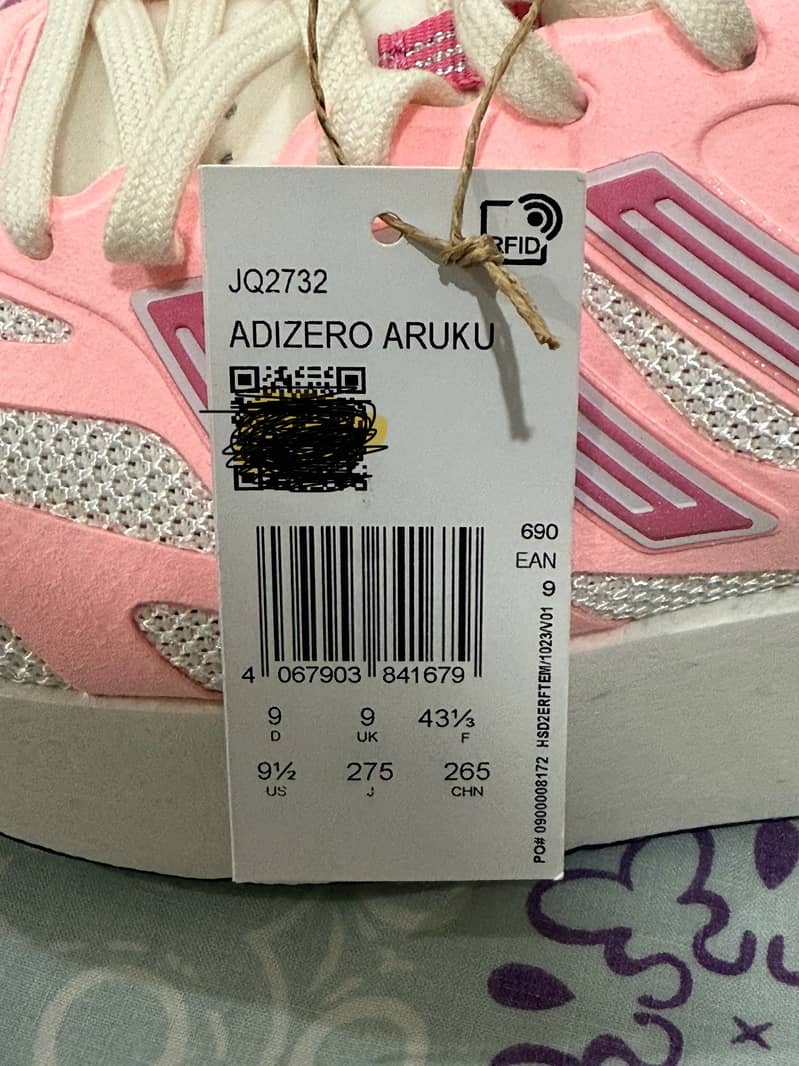 RFID
JQ2732
ADIZERO ARUKU
690
EAN
9
4 067903 841679
9 9 43⅓
D UK F
9½ 275 265
US J CHN
PO# 0900008172 HSD2ERFTEM/1023/V01